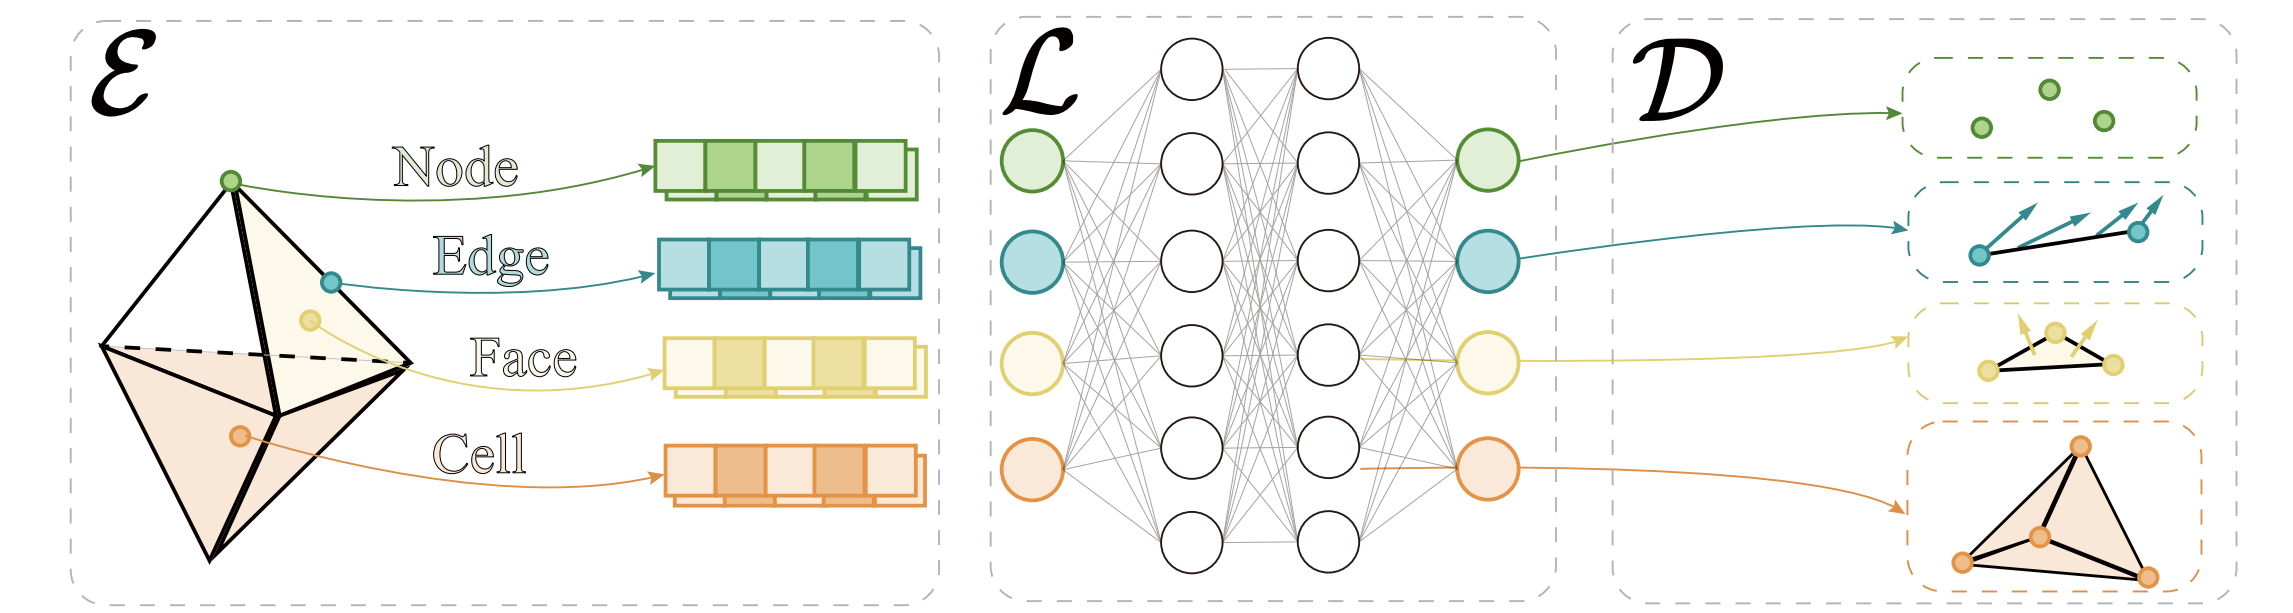 ℰ
Node
Edge
Face
Cell
ℒ
𝒟